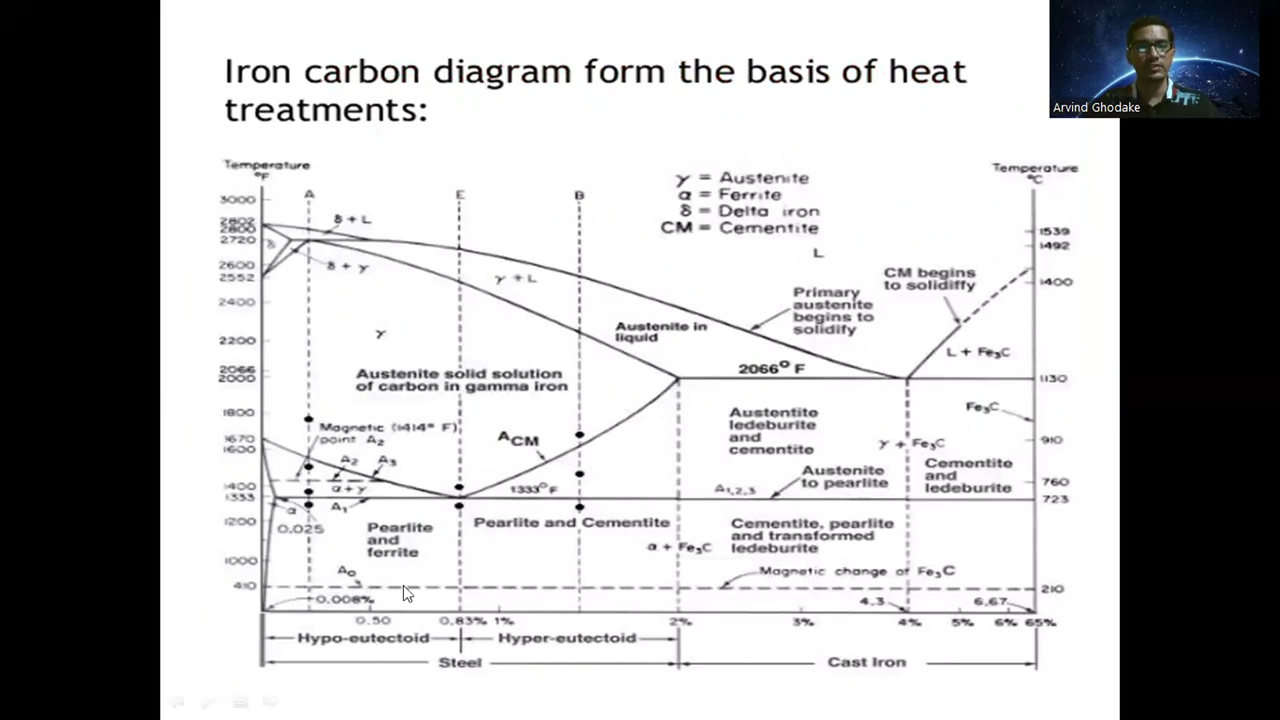 Iron carbon diagram form the basis of heat
treatments:
Arvind Ghodake
Temperature
°F
Temperature
°C
A
E
B
γ = Austenite
α = Ferrite
δ = Delta iron
CM = Cementite
3000
2802
2800
2720
2600
2552
2400
2200
2066
2000
1800
1670
1600
1400
1333
1200
1000
410
1539
1492
1400
1130
910
760
723
210
δ + L
δ
δ + γ
γ + L
L
γ
CM begins
to solidiffy
Primary
austenite
begins to
solidify
Austenite in
liquid
L + Fe₃C
2066° F
Austenite solid solution
of carbon in gamma iron
Fe₃C
Magnetic (1414° F)
point A₂
ACM
Austentite
ledeburite
and
cementite
γ + Fe₃C
A₂
A₃
α + γ
1333° F
A₁,₂,₃
Austenite
to pearlite
Cementite
and
ledeburite
α
A₁
0,025
Pearlite
and
ferrite
Pearlite and Cementite
Cementite, pearlite
and transformed
ledeburite
α + Fe₃C
A₀
Magnetic change of Fe₃C
0.008%
4,3
6,67
0.50
0,83%
1%
2%
3%
4%
5%
6%
65%
Hypo-eutectoid
Hyper-eutectoid
Steel
Cast Iron